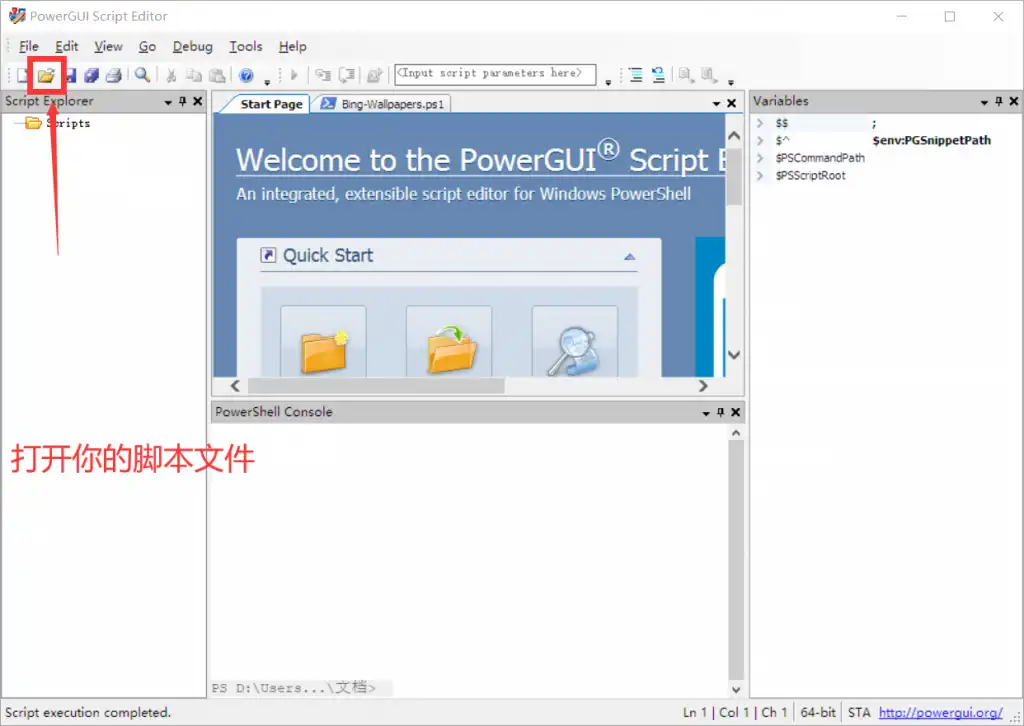 PowerGUI Script Editor
File Edit View Go Debug Tools Help
<Input script parameters here>
Script Explorer
Scripts
Start Page
Bing-Wallpapers.ps1
Welcome to the PowerGUI® Script E
An integrated, extensible script editor for Windows PowerShell
Quick Start
Variables
$$ ;
$^ $env:PGSnippetPath
$PSCommandPath
$PSScriptRoot
PowerShell Console
打开你的脚本文件
PS D:\Users...\文档>
Script execution completed.
Ln 1 | Col 1 | Ch 1 64-bit STA http://powergui.org/